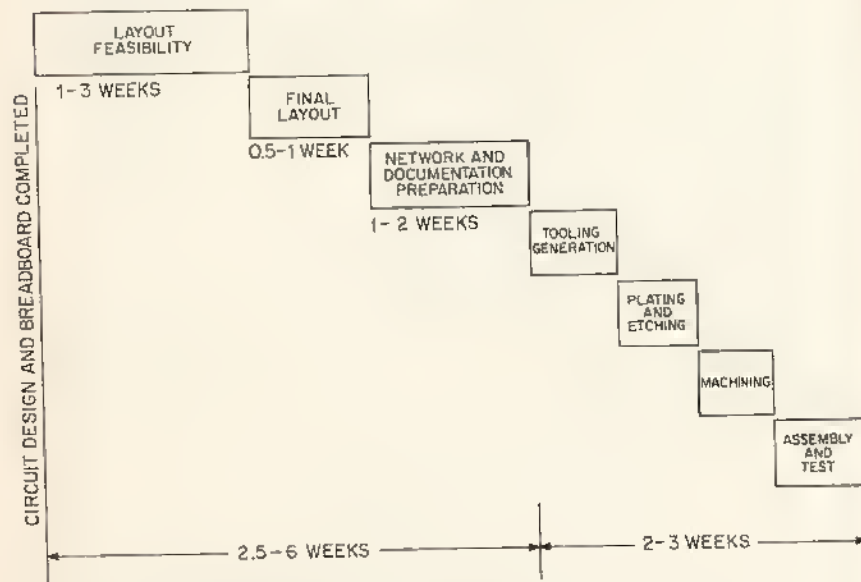 LAYOUT
FEASIBILITY
1-3 WEEKS
FINAL
LAYOUT
0.5-1 WEEK
NETWORK AND
DOCUMENTATION
PREPARATION
1-2 WEEKS
TOOLING
GENERATION
PLATING
AND
ETCHING
MACHINING
ASSEMBLY
AND
TEST
CIRCUIT DESIGN AND BREADBOARD COMPLETED
2.5-6 WEEKS
2-3 WEEKS